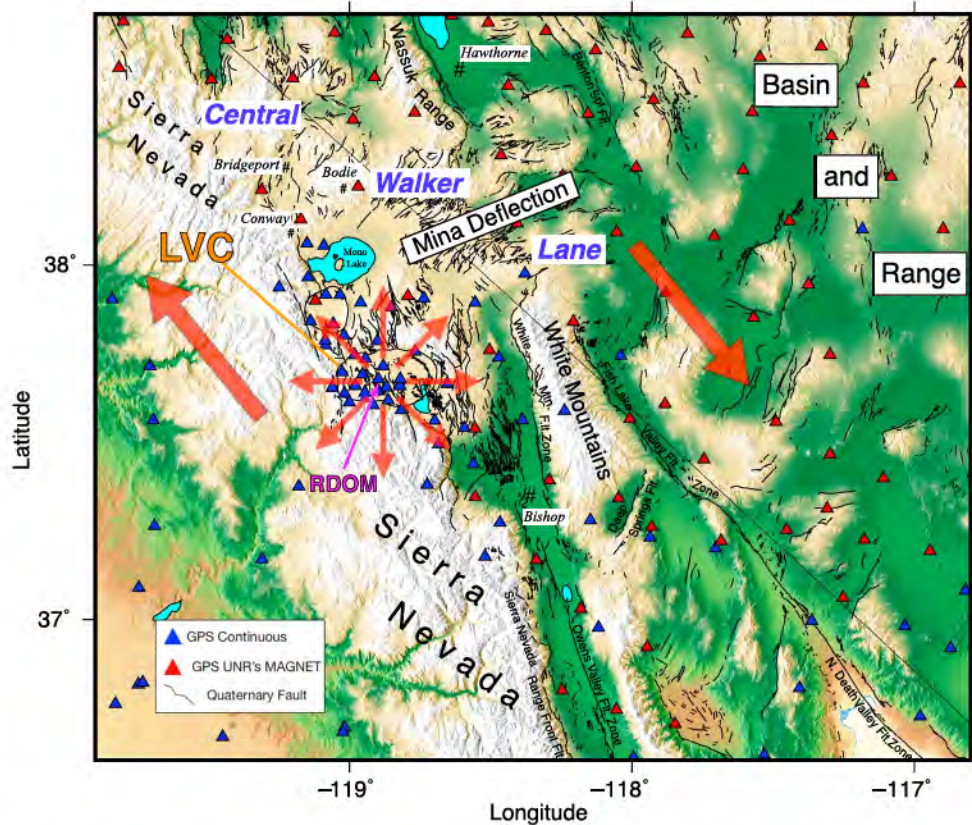 Hawthorne
#
Wassuk
Range
Benton Spr Flt.
Basin
Sierra
Nevada
Central
Bridgeport #
Bodie
#
Walker
and
Conway
#
Mina Deflection
Lane
LVC
Mono
Lake
Range
38°
White Mtn. Flt Zone
White Mountains
Fish Lake Valley Flt. Zone
Latitude
RDOM
#
Bishop
Deep Springs Flt.
Sierra
Nevada
37°
GPS Continuous
GPS UNR's MAGNET
Quaternary Fault
Sierra Nevada Range Front Flt
Owens Valley Flt Zone
N. Death Valley Flt Zone
−119°
−118°
−117°
Longitude